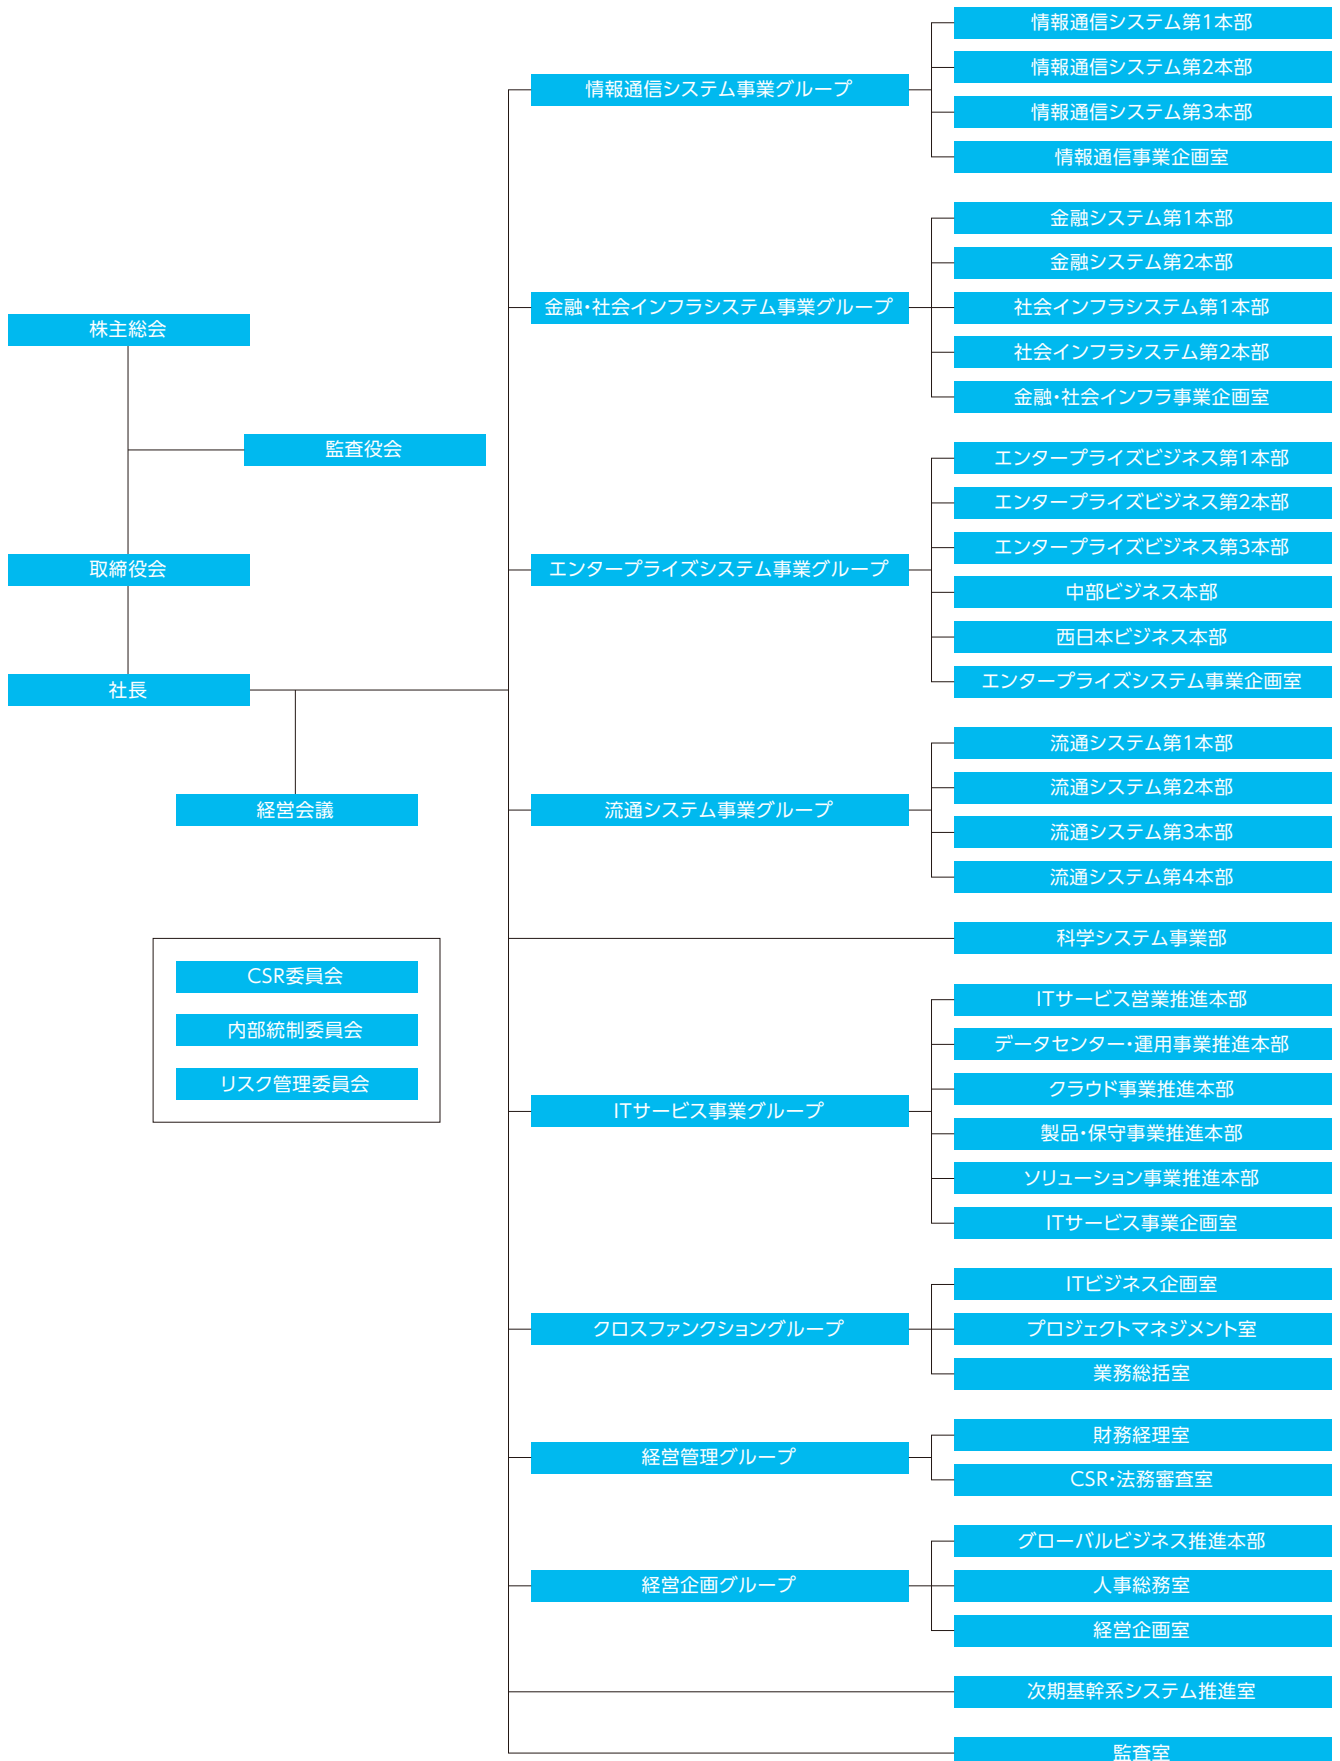 株主総会
監査役会
取締役会
社長
経営会議
CSR委員会
内部統制委員会
リスク管理委員会
情報通信システム事業グループ
情報通信システム第1本部
情報通信システム第2本部
情報通信システム第3本部
情報通信事業企画室
金融・社会インフラシステム事業グループ
金融システム第1本部
金融システム第2本部
社会インフラシステム第1本部
社会インフラシステム第2本部
金融・社会インフラ事業企画室
エンタープライズシステム事業グループ
エンタープライズビジネス第1本部
エンタープライズビジネス第2本部
エンタープライズビジネス第3本部
中部ビジネス本部
西日本ビジネス本部
エンタープライズシステム事業企画室
流通システム事業グループ
流通システム第1本部
流通システム第2本部
流通システム第3本部
流通システム第4本部
科学システム事業部
ITサービス事業グループ
ITサービス営業推進本部
データセンター・運用事業推進本部
クラウド事業推進本部
製品・保守事業推進本部
ソリューション事業推進本部
ITサービス事業企画室
クロスファンクショングループ
ITビジネス企画室
プロジェクトマネジメント室
業務総括室
経営管理グループ
財務経理室
CSR・法務審査室
経営企画グループ
グローバルビジネス推進本部
人事総務室
経営企画室
次期基幹系システム推進室
監査室